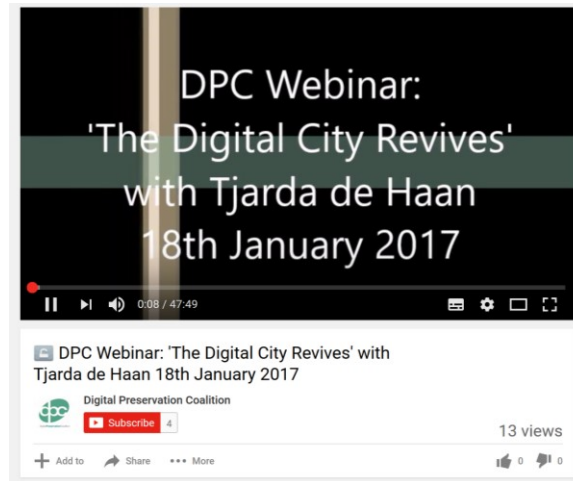 DPC Webinar:
'The Digital City Revives'
with Tjarda de Haan
18th January 2017
0:08 / 47:49
DPC Webinar: 'The Digital City Revives' with
Tjarda de Haan 18th January 2017
dpc
Digital Preservation Coalition
Subscribe 4
13 views
Add to Share More 0 0